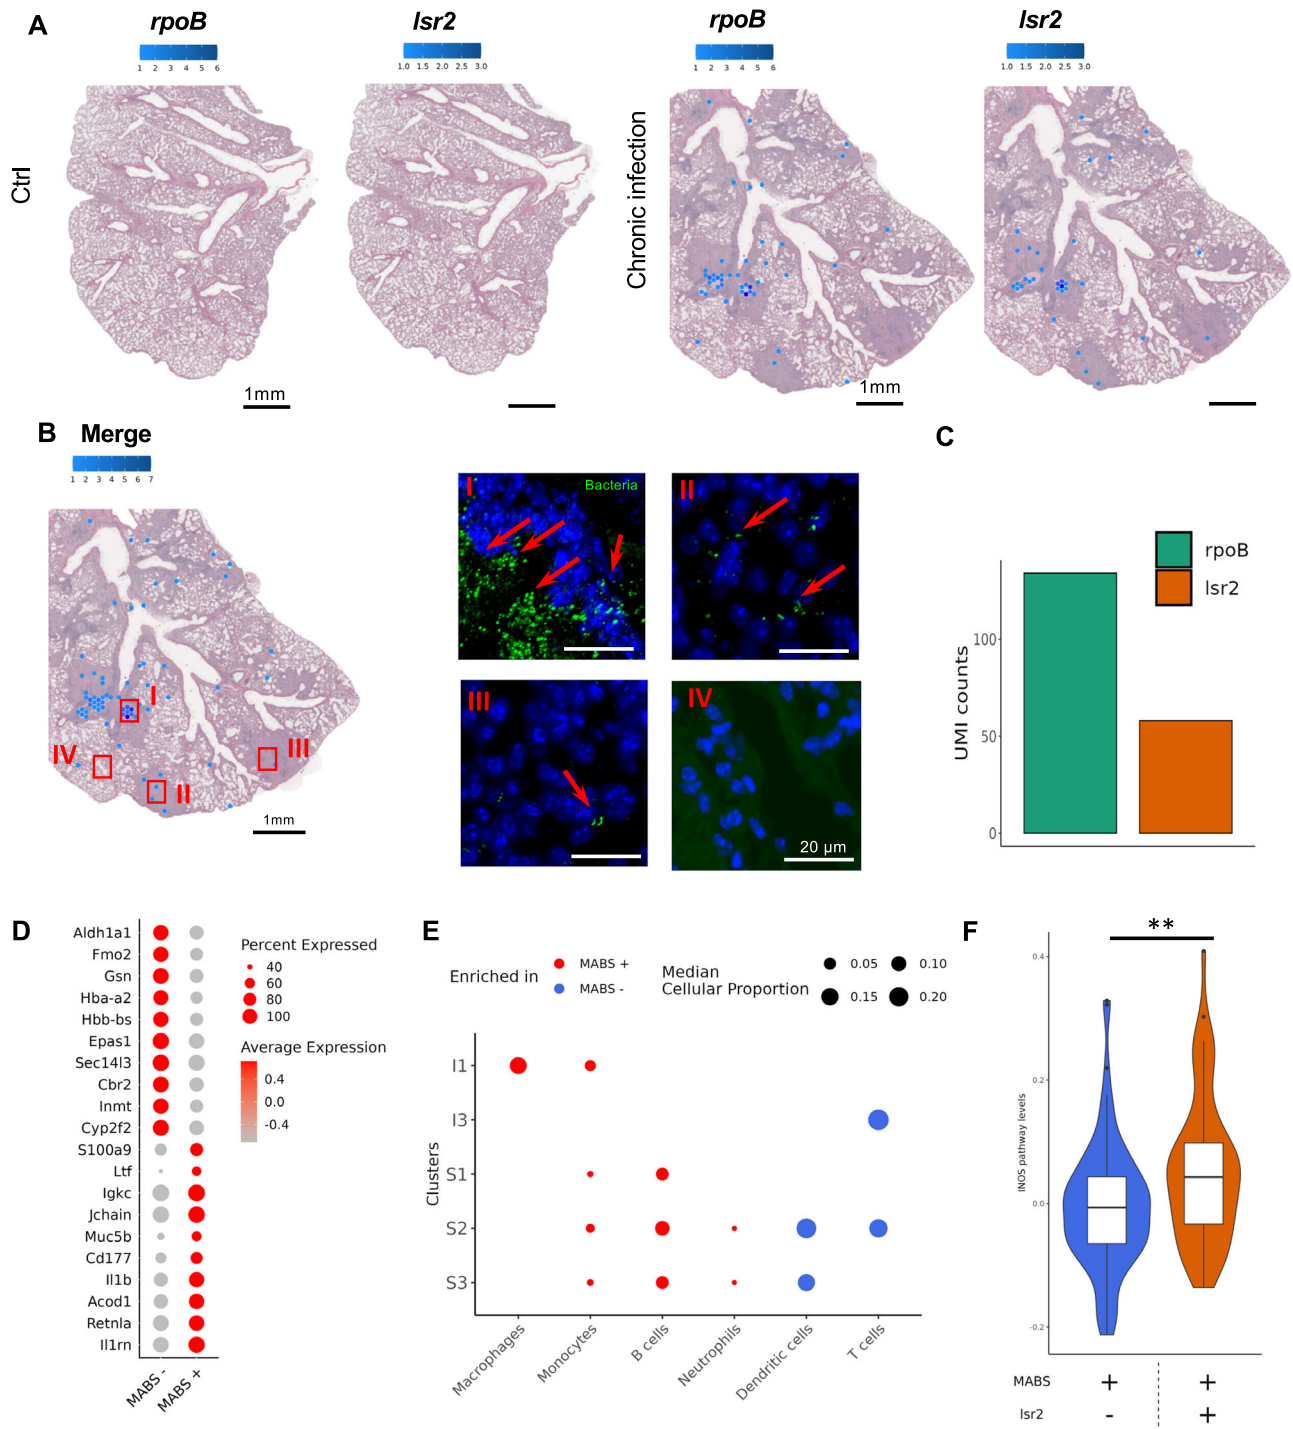 A
rpoB
lsr2
rpoB
lsr2
1 2 3 4 5 6
1.0 1.5 2.0 2.5 3.0
1 2 3 4 5 6
1.0 1.5 2.0 2.5 3.0
Ctrl
Chronic infection
1mm
1mm
B
Merge
1 2 3 4 5 6 7
I
II
III
IV
1mm
I
Bacteria
II
III
IV
20 µm
C
rpoB
lsr2
UMI counts
100
50
0
D
Aldh1a1
Fmo2
Gsn
Hba-a2
Hbb-bs
Epas1
Sec14l3
Cbr2
Inmt
Cyp2f2
S100a9
Ltf
Igkc
Jchain
Muc5b
Cd177
Il1b
Acod1
Retnla
Il1rn
MABS -
MABS +
Percent Expressed
40
60
80
100
Average Expression
0.4
0.0
-0.4
E
Enriched in
MABS +
MABS -
Median
Cellular Proportion
0.05
0.10
0.15
0.20
Clusters
I1
I3
S1
S2
S3
Macrophages
Monocytes
B cells
Neutrophils
Dendritic cells
T cells
F
**
INOS pathway levels
0.4
0.2
0.0
-0.2
MABS + +
lsr2 - +